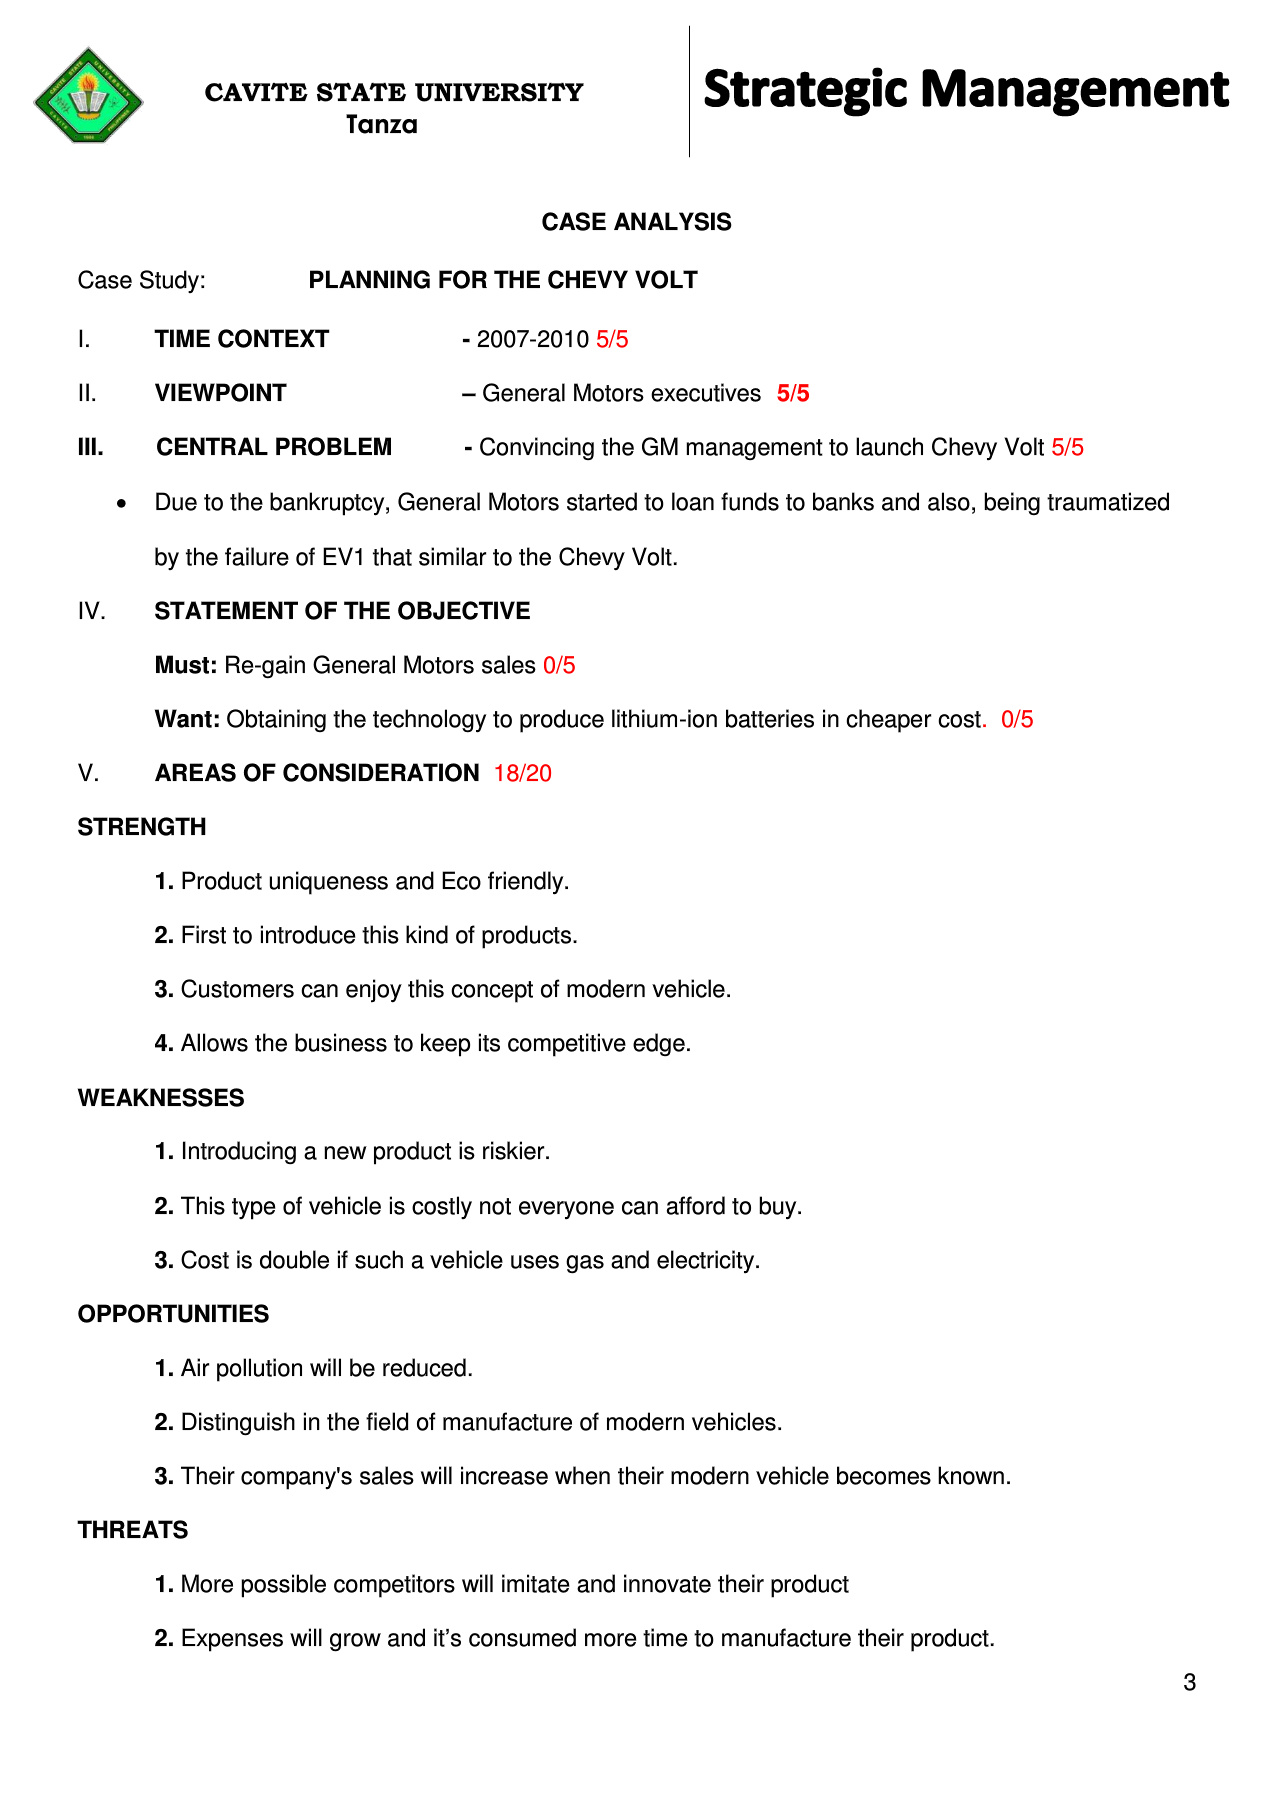 CAVITE STATE UNIVERSITY
Tanza
Strategic Management
CASE ANALYSIS
Case Study: PLANNING FOR THE CHEVY VOLT
I. TIME CONTEXT - 2007-2010 5/5
II. VIEWPOINT – General Motors executives 5/5
III. CENTRAL PROBLEM - Convincing the GM management to launch Chevy Volt 5/5
• Due to the bankruptcy, General Motors started to loan funds to banks and also, being traumatized
by the failure of EV1 that similar to the Chevy Volt.
IV. STATEMENT OF THE OBJECTIVE
Must: Re-gain General Motors sales 0/5
Want: Obtaining the technology to produce lithium-ion batteries in cheaper cost. 0/5
V. AREAS OF CONSIDERATION 18/20
STRENGTH
1. Product uniqueness and Eco friendly.
2. First to introduce this kind of products.
3. Customers can enjoy this concept of modern vehicle.
4. Allows the business to keep its competitive edge.
WEAKNESSES
1. Introducing a new product is riskier.
2. This type of vehicle is costly not everyone can afford to buy.
3. Cost is double if such a vehicle uses gas and electricity.
OPPORTUNITIES
1. Air pollution will be reduced.
2. Distinguish in the field of manufacture of modern vehicles.
3. Their company's sales will increase when their modern vehicle becomes known.
THREATS
1. More possible competitors will imitate and innovate their product
2. Expenses will grow and it’s consumed more time to manufacture their product.
3